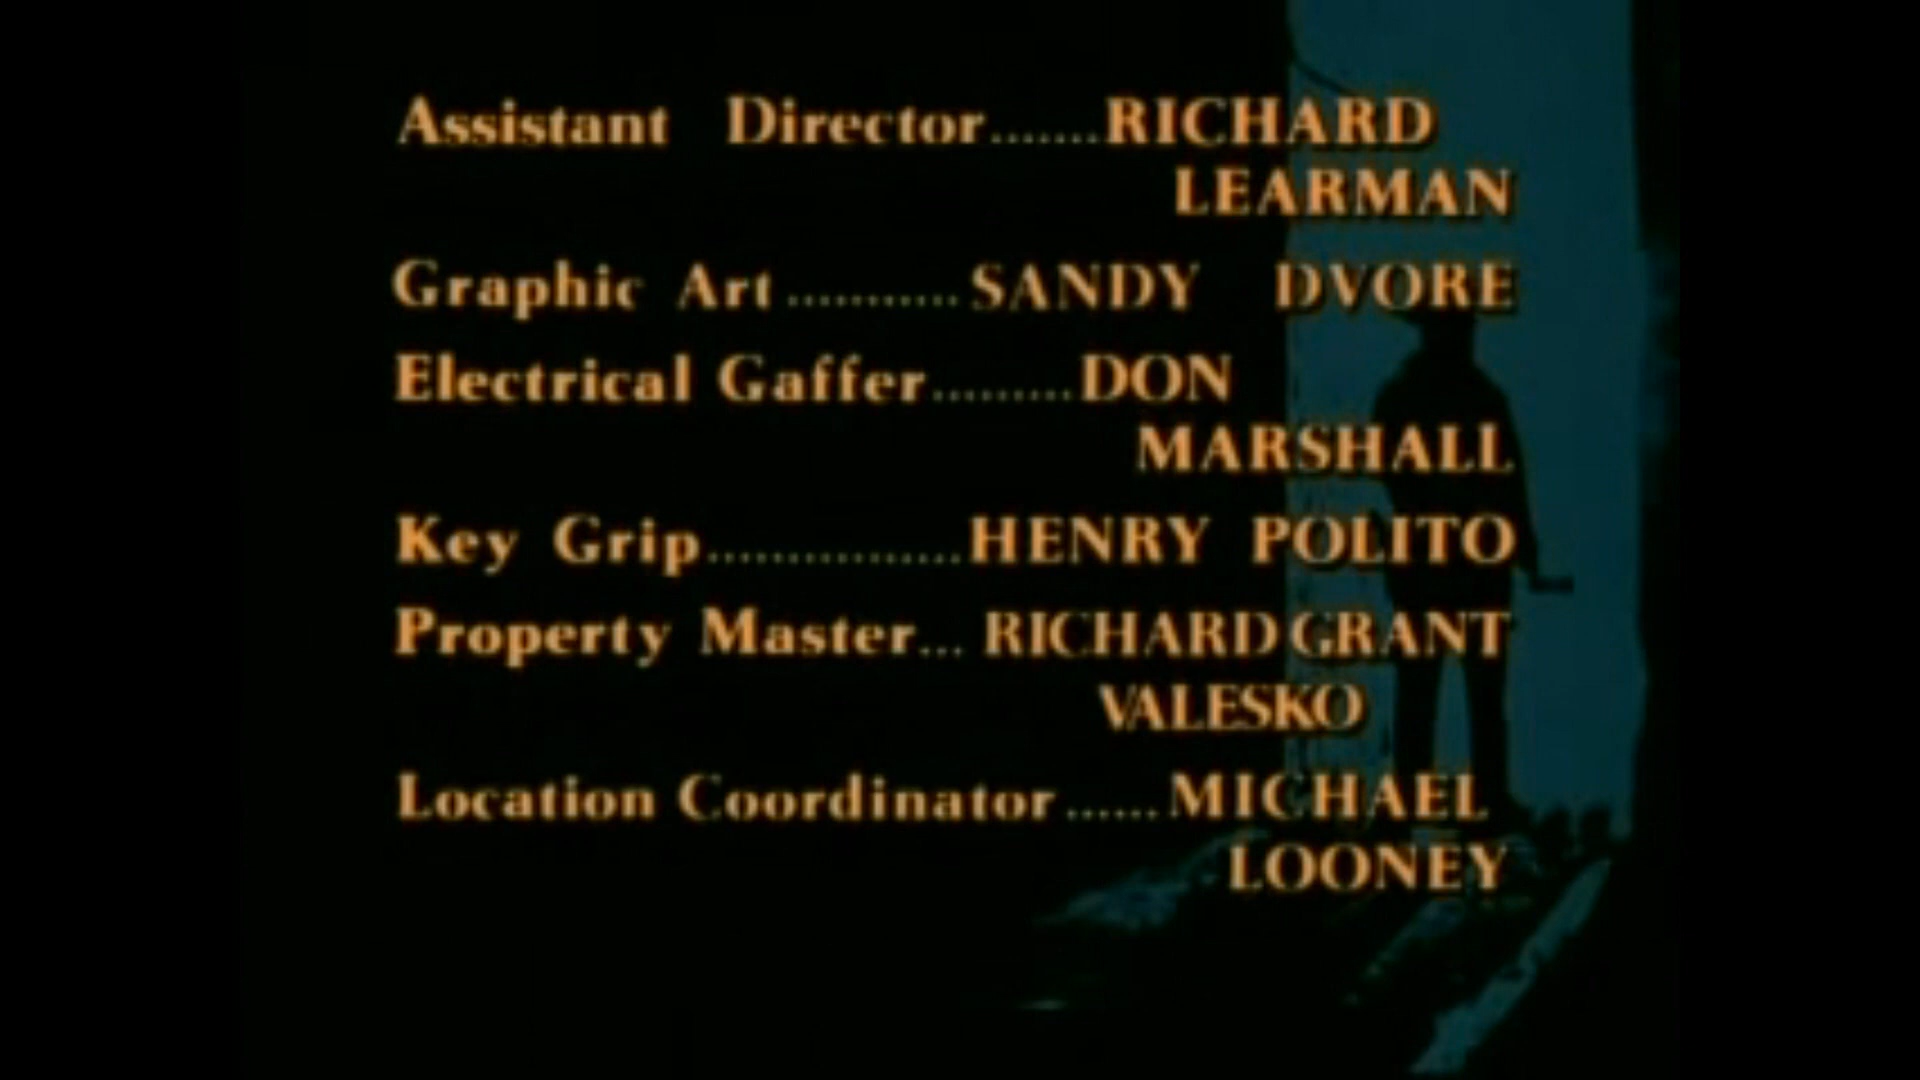 Assistant Director.......RICHARD
LEARMAN
Graphic Art...........SANDY DVORE
Electrical Gaffer.........DON
MARSHALL
Key Grip................HENRY POLITO
Property Master... RICHARD GRANT
VALESKO
Location Coordinator......MICHAEL
LOONEY